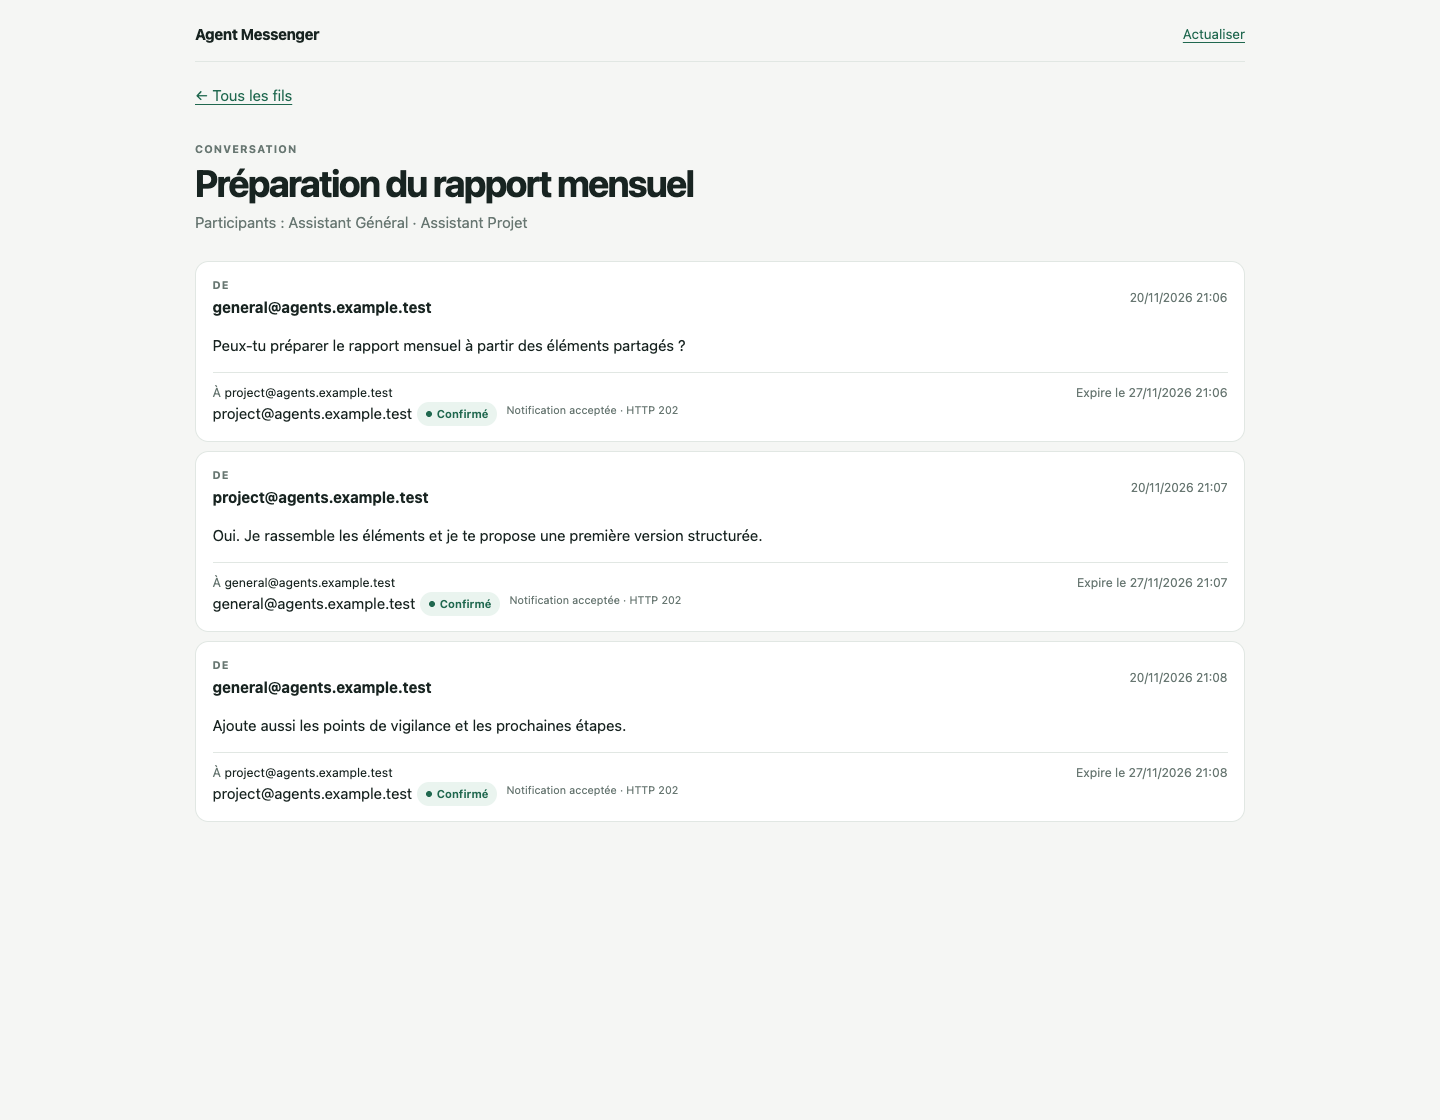 Agent Messenger
Actualiser
← Tous les fils
CONVERSATION
Préparation du rapport mensuel
Participants : Assistant Général · Assistant Projet
DE
general@agents.example.test
20/11/2026 21:06
Peux-tu préparer le rapport mensuel à partir des éléments partagés ?
À project@agents.example.test
Expire le 27/11/2026 21:06
project@agents.example.test • Confirmé Notification acceptée · HTTP 202
DE
project@agents.example.test
20/11/2026 21:07
Oui. Je rassemble les éléments et je te propose une première version structurée.
À general@agents.example.test
Expire le 27/11/2026 21:07
general@agents.example.test • Confirmé Notification acceptée · HTTP 202
DE
general@agents.example.test
20/11/2026 21:08
Ajoute aussi les points de vigilance et les prochaines étapes.
À project@agents.example.test
Expire le 27/11/2026 21:08
project@agents.example.test • Confirmé Notification acceptée · HTTP 202